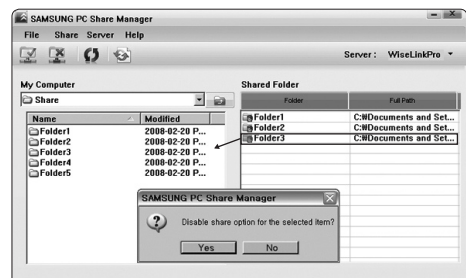 SAMSUNG PC Share Manager
File Share Server Help
Server : WiseLinkPro
My Computer
Shared Folder
Share
Folder Full Path
Name Modified
Folder1 2008-02-20 P...
Folder2 2008-02-20 P...
Folder3 2008-02-20 P...
Folder4 2008-02-20 P...
Folder5 2008-02-20 P...
Folder1 C:₩Documents and Set...
Folder2 C:₩Documents and Set...
Folder3 C:₩Documents and Set...
SAMSUNG PC Share Manager
Disable share option for the selected item?
Yes No